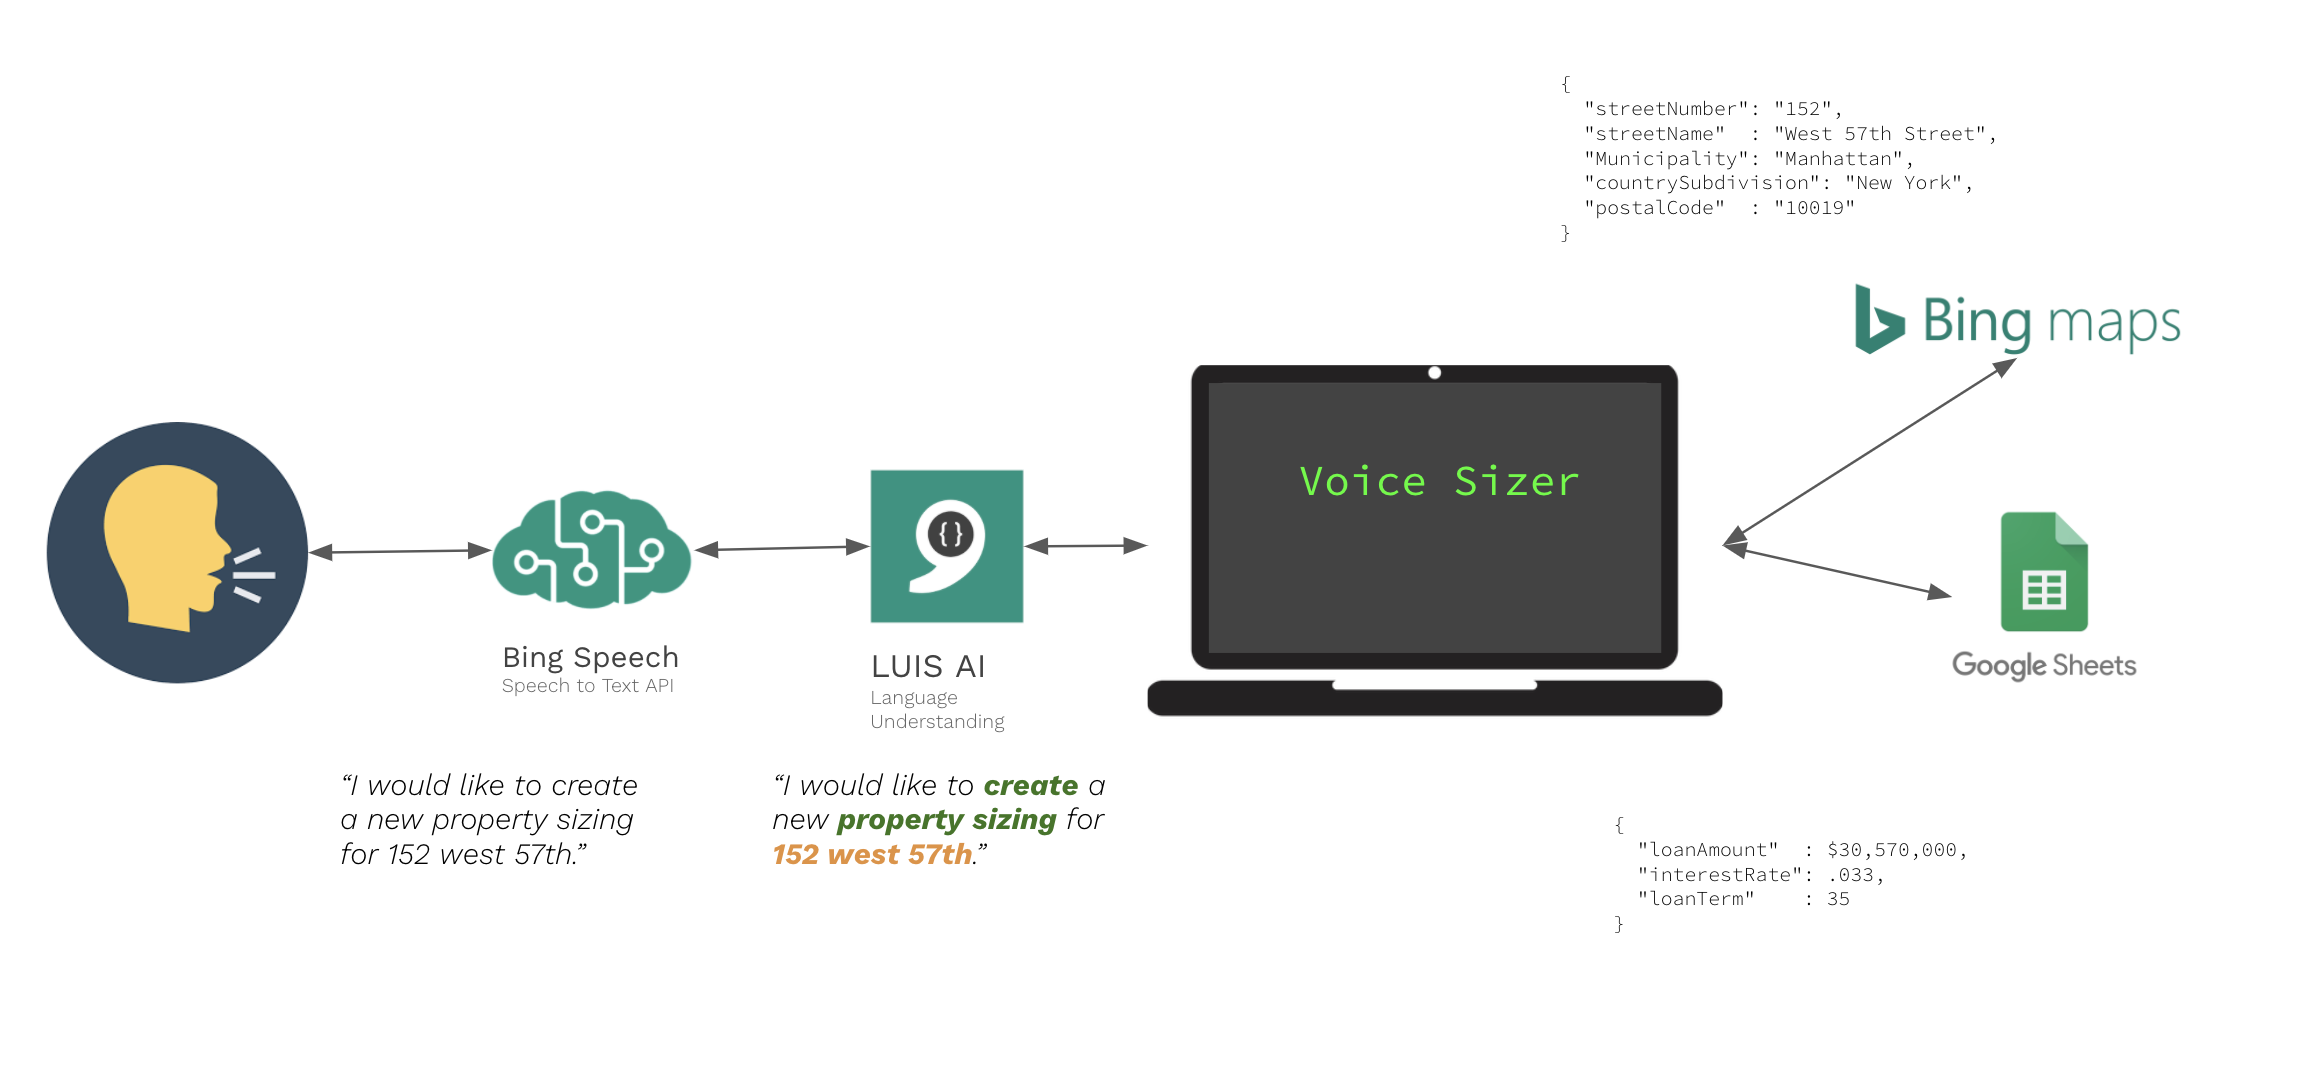 {
"streetNumber": "152",
"streetName"  : "West 57th Street",
"Municipality": "Manhattan",
"countrySubdivision": "New York",
"postalCode"  : "10019"
}
Bing maps
Voice Sizer
{ }
Bing Speech
Speech to Text API
LUIS AI
Language
Understanding
Google Sheets
“I would like to create
a new property sizing
for 152 west 57th.”
“I would like to create a
new property sizing for
152 west 57th.”
{
"loanAmount"  : $30,570,000,
"interestRate": .033,
"loanTerm"    : 35
}